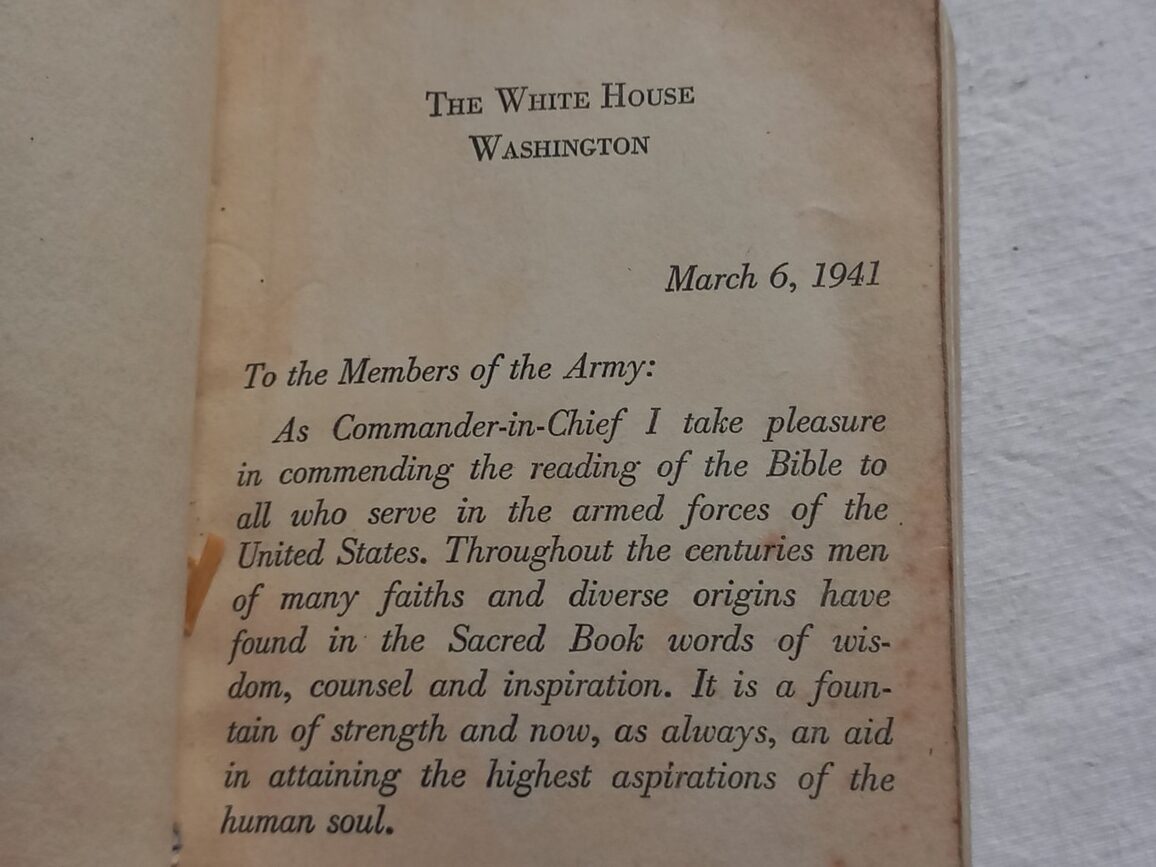 The White House
Washington
March 6, 1941
To the Members of the Army:
As Commander-in-Chief I take pleasure
in commending the reading of the Bible to
all who serve in the armed forces of the
United States. Throughout the centuries men
of many faiths and diverse origins have
found in the Sacred Book words of wis-
dom, counsel and inspiration. It is a foun-
tain of strength and now, as always, an aid
in attaining the highest aspirations of the
human soul.